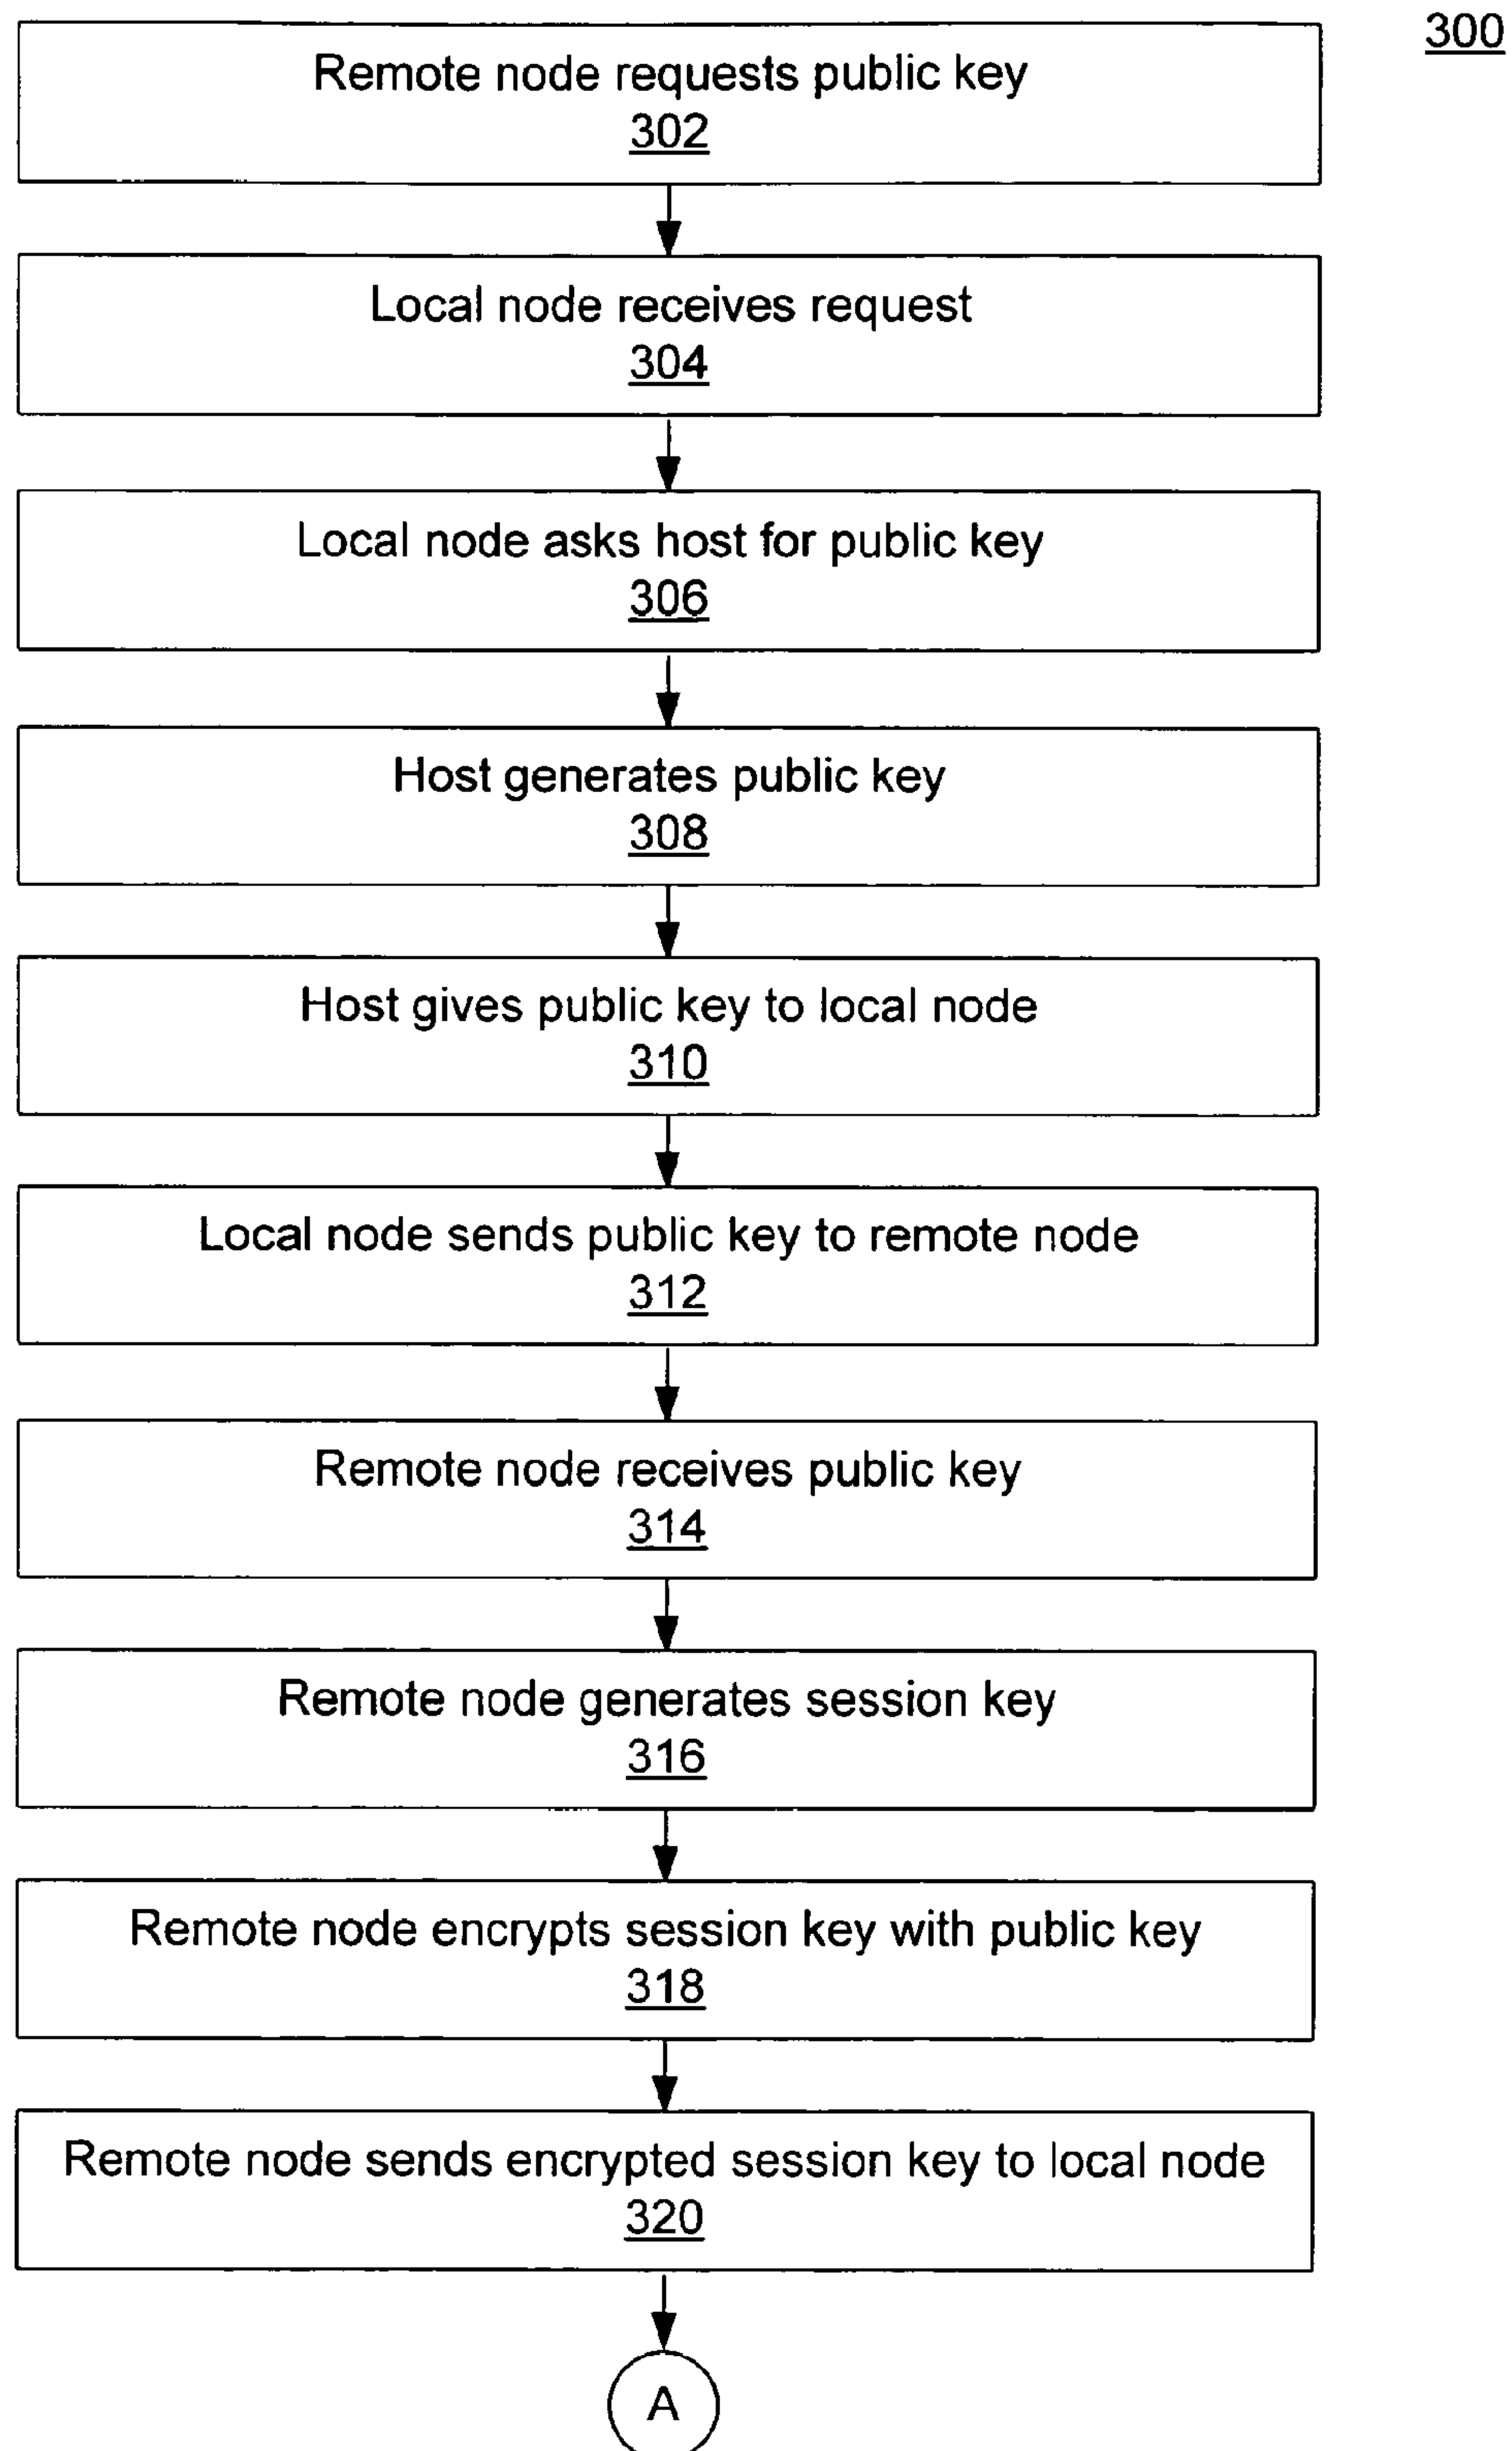 300
Remote node requests public key
302
Local node receives request
304
Local node asks host for public key
306
Host generates public key
308
Host gives public key to local node
310
Local node sends public key to remote node
312
Remote node receives public key
314
Remote node generates session key
316
Remote node encrypts session key with public key
318
Remote node sends encrypted session key to local node
320
A